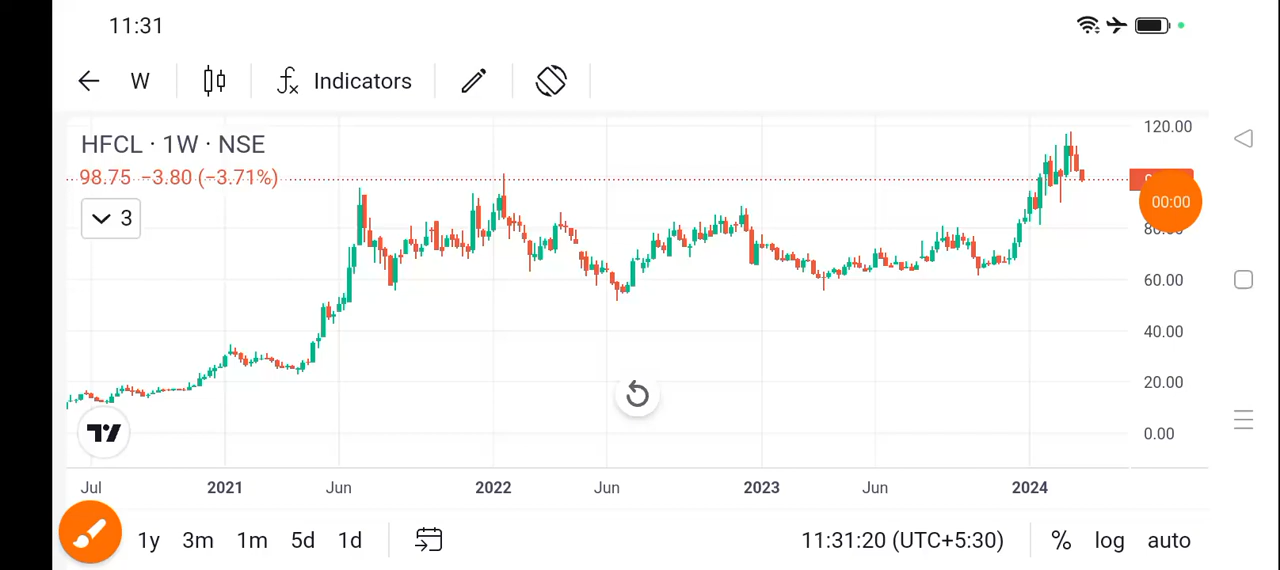 11:31
W
Indicators
HFCL · 1W · NSE
98.75 −3.80 (−3.71%)
3
120.00
00:00
60.00
40.00
20.00
0.00
Jul 2021 Jun 2022 Jun 2023 Jun 2024
1y 3m 1m 5d 1d 11:31:20 (UTC+5:30) % log auto